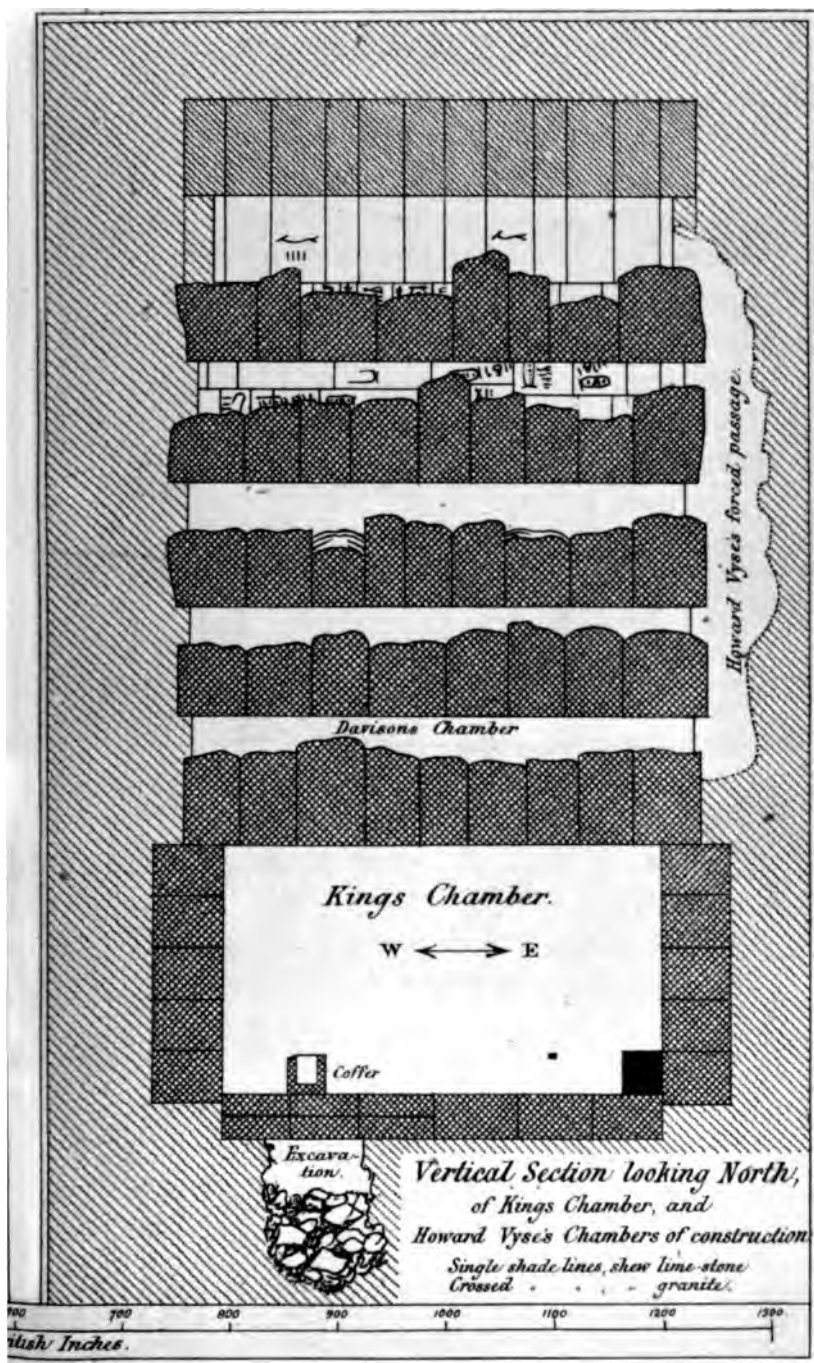 Howard Vyse's forced passage.
Davisons Chamber
Kings Chamber.
W E
Coffer
Excava-
tion.
Vertical Section looking North,
of Kings Chamber, and
Howard Vyse's Chambers of construction
Single shade lines, shew lime-stone
Crossed „ „ „ granite.
700 800 900 1000 1100 1200 1300
British Inches.